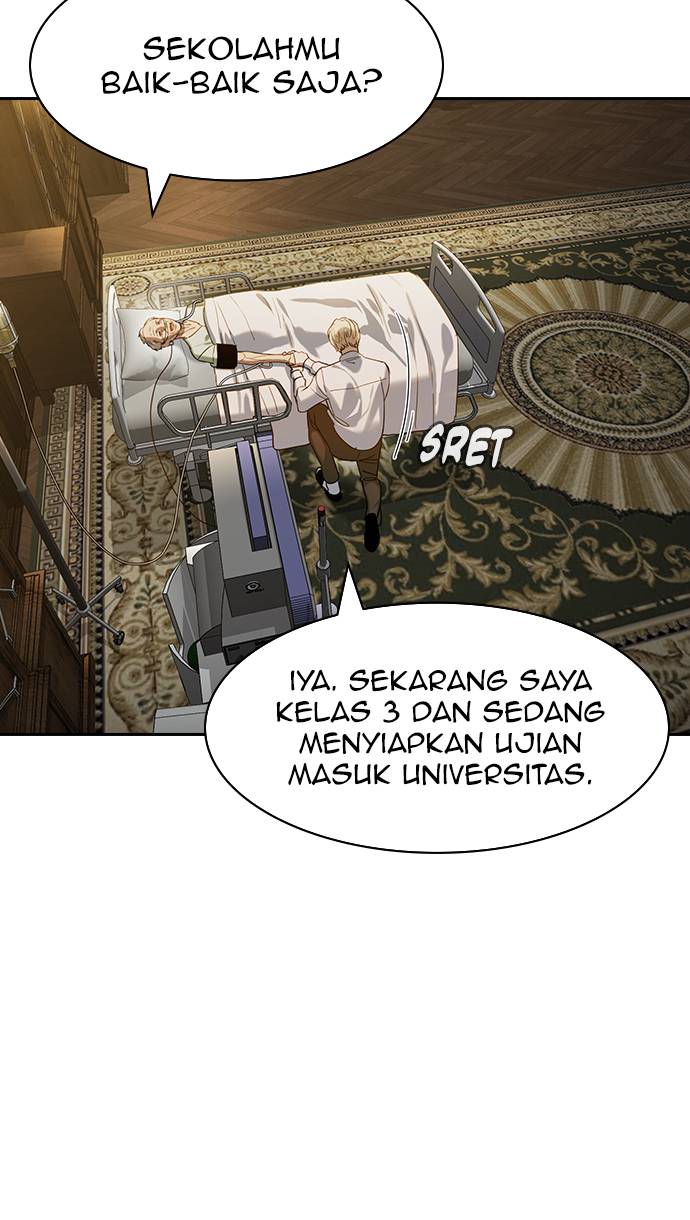 SEKOLAHMU
BAIK-BAIK SAJA?
SRET
IYA. SEKARANG SAYA
KELAS 3 DAN SEDANG
MENYIAPKAN UJIAN
MASUK UNIVERSITAS.